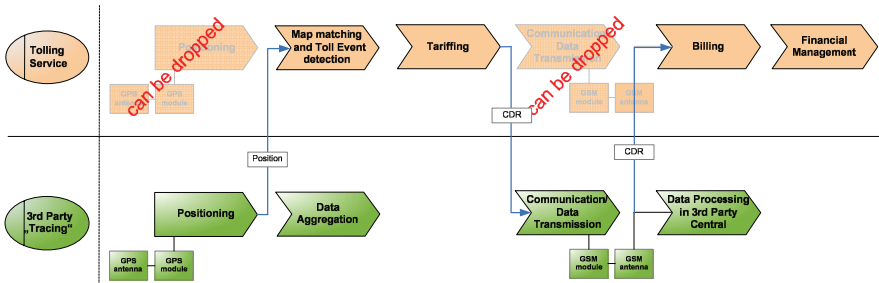 Tolling
Service
Positioning
GPS
antenna
GPS
module
can be dropped
Map matching
and Toll Event
detection
Tariffing
Communication/
Data
Transmission
GSM
module
GSM
antenna
can be dropped
Billing
Financial
Management
CDR
Position
CDR
3rd Party
„Tracing“
Positioning
GPS
antenna
GPS
module
Data
Aggregation
Communication/
Data
Transmission
GSM
module
GSM
antenna
Data Processing
in 3rd Party
Central